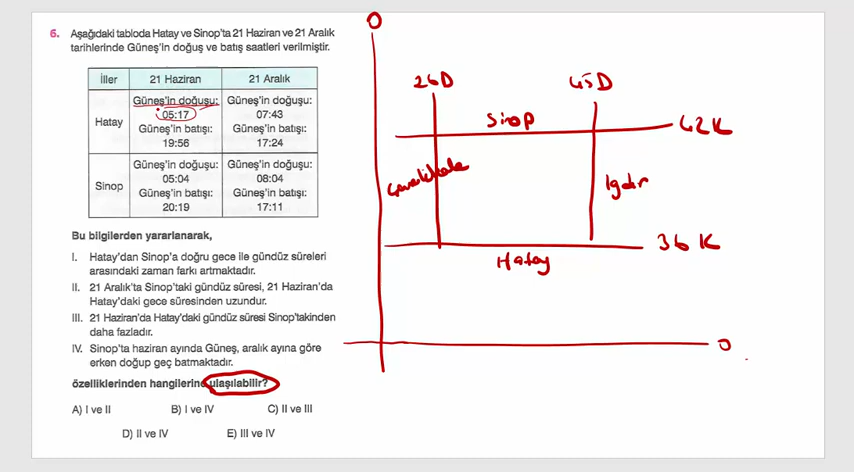 6. Aşağıdaki tabloda Hatay ve Sinop'ta 21 Haziran ve 21 Aralık
tarihlerinde Güneş'in doğuş ve batış saatleri verilmiştir.
İller 21 Haziran 21 Aralık
Hatay
Güneş'in doğuşu:
05:17
Güneş'in batışı:
19:56
Güneş'in doğuşu:
07:43
Güneş'in batışı:
17:24
Sinop
Güneş'in doğuşu:
05:04
Güneş'in batışı:
20:19
Güneş'in doğuşu:
08:04
Güneş'in batışı:
17:11
Bu bilgilerden yararlanarak,
I. Hatay'dan Sinop'a doğru gece ile gündüz süreleri
arasındaki zaman farkı artmaktadır.
II. 21 Aralık'ta Sinop'taki gündüz süresi, 21 Haziran'da
Hatay'daki gece süresinden uzundur.
III. 21 Haziran'da Hatay'daki gündüz süresi Sinop'takinden
daha fazladır.
IV. Sinop'ta haziran ayında Güneş, aralık ayına göre
erken doğup geç batmaktadır.
özelliklerinden hangilerine ulaşılabilir?
A) I ve II B) I ve IV C) II ve III
D) II ve IV E) III ve IV
0
26D 45D
Sinop 42K
Çanakkale Iğdır
36K
Hatay
0